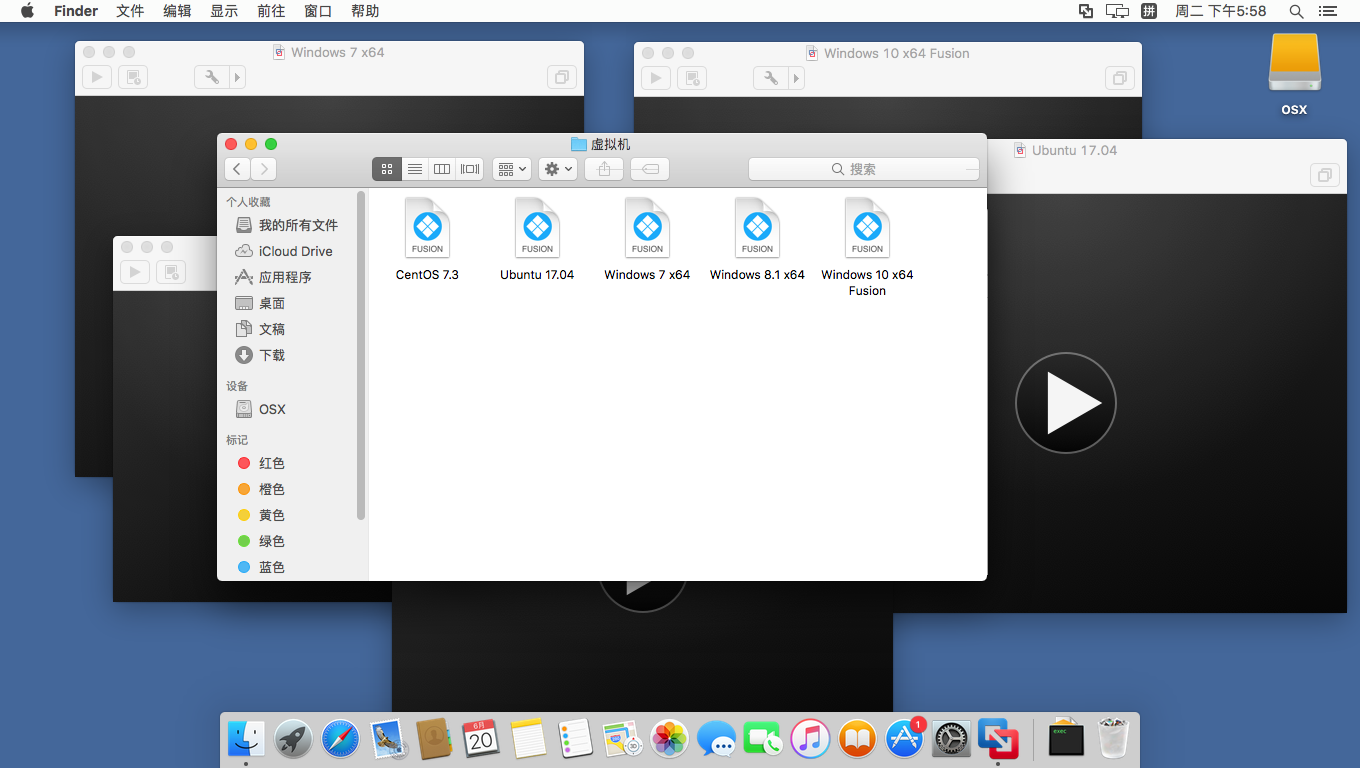 Finder 文件 编辑 显示 前往 窗口 帮助 拼 周二 下午5:58
Windows 7 x64
Windows 10 x64 Fusion
OSX
Ubuntu 17.04
虚拟机
搜索
个人收藏
我的所有文件
iCloud Drive
应用程序
桌面
文稿
下载
设备
OSX
标记
红色
橙色
黄色
绿色
蓝色
FUSION FUSION FUSION FUSION FUSION
CentOS 7.3 Ubuntu 17.04 Windows 7 x64 Windows 8.1 x64 Windows 10 x64
Fusion
6月
20
1
exec